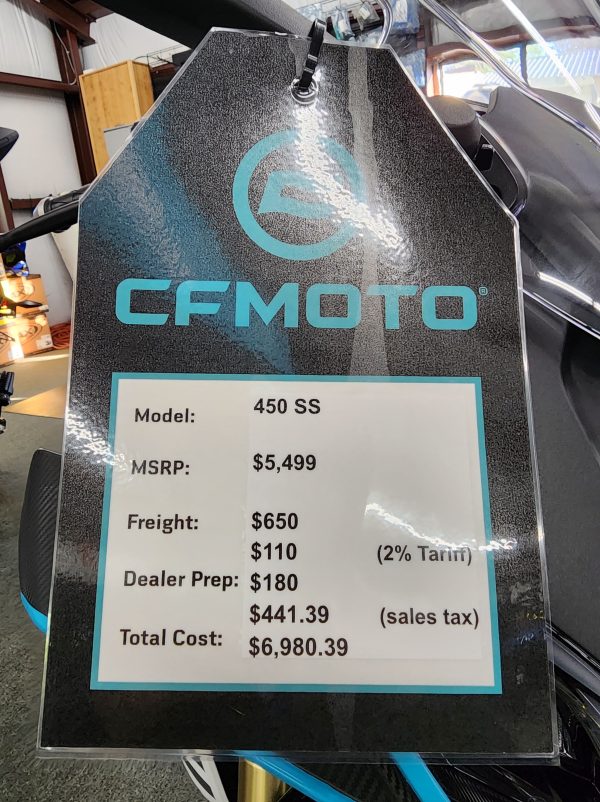 CFMOTO®
Model: 450 SS
MSRP: $5,499
Freight: $650
$110 (2% Tariff)
Dealer Prep: $180
$441.39 (sales tax)
Total Cost: $6,980.39